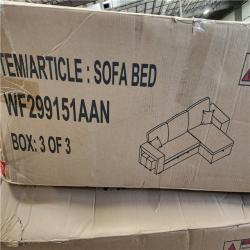 TEM/ARTICLE : SOFA BED
WF299151AAN
BOX: 3 OF 3